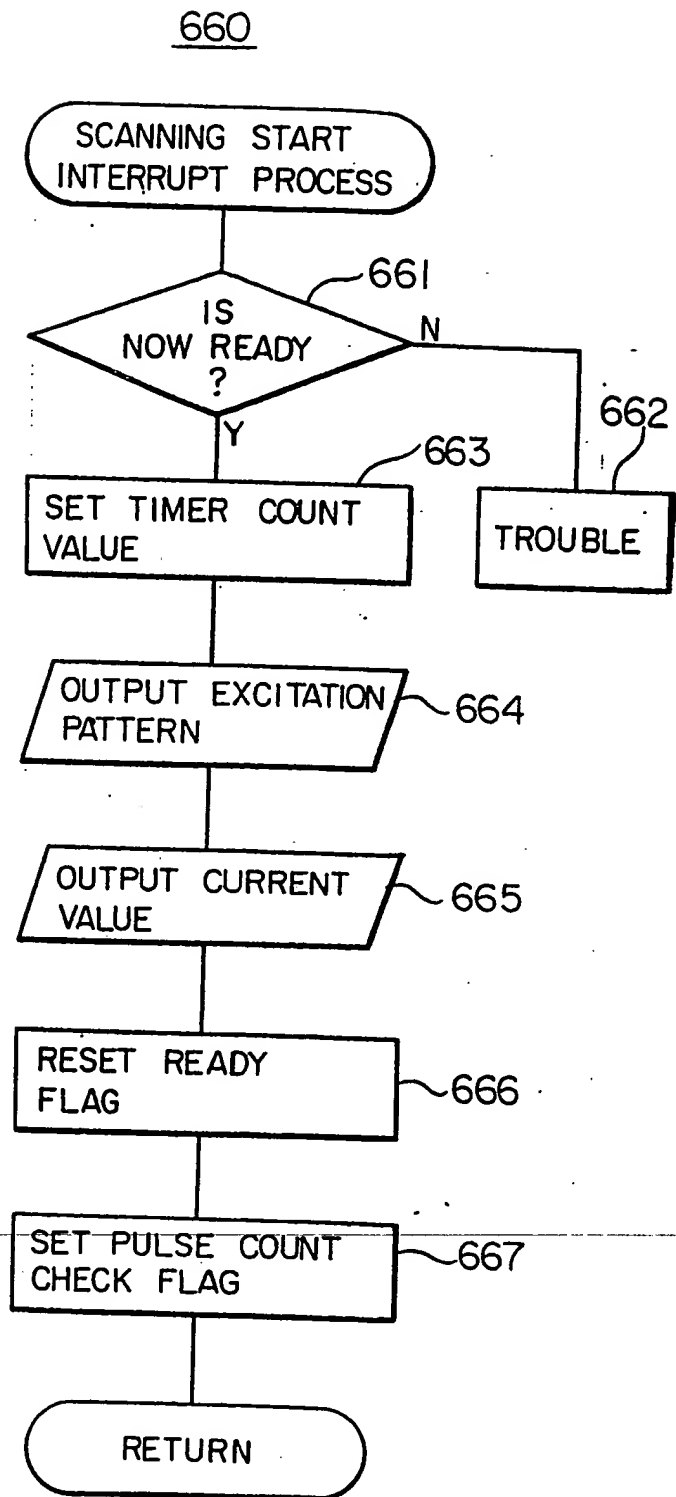 660
SCANNING START
INTERRUPT PROCESS
661
IS
NOW READY
?
N
Y
662
663
SET TIMER COUNT
VALUE
TROUBLE
OUTPUT EXCITATION
PATTERN
664
OUTPUT CURRENT
VALUE
665
RESET READY
FLAG
666
SET PULSE COUNT
CHECK FLAG
667
RETURN